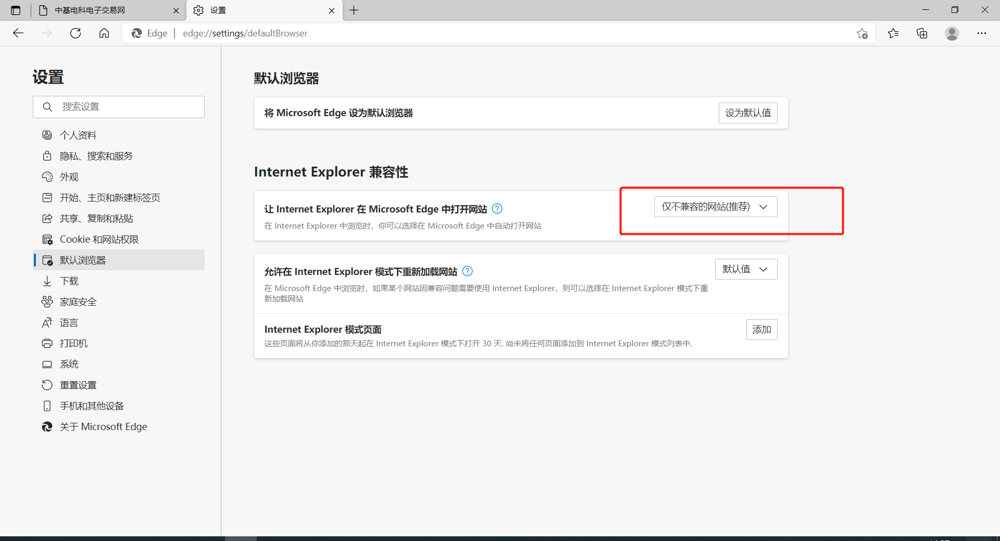 中基电科电子交易网
设置
Edge
edge://settings/defaultBrowser
设置
搜索设置
个人资料
隐私、搜索和服务
外观
开始、主页和新建标签页
共享、复制和粘贴
Cookie 和网站权限
默认浏览器
下载
家庭安全
语言
打印机
系统
重置设置
手机和其他设备
关于 Microsoft Edge
默认浏览器
将 Microsoft Edge 设为默认浏览器
设为默认值
Internet Explorer 兼容性
让 Internet Explorer 在 Microsoft Edge 中打开网站
仅不兼容的网站(推荐)
在 Internet Explorer 中浏览时，你可以选择在 Microsoft Edge 中自动打开网站
允许在 Internet Explorer 模式下重新加载网站
默认值
在 Microsoft Edge 中浏览时，如果某个网站因兼容问题需要使用 Internet Explorer，则可以选择在 Internet Explorer 模式下重
新加载网站
Internet Explorer 模式页面
添加
这些页面将从你添加的那天起在 Internet Explorer 模式下打开 30 天. 尚未将任何页面添加到 Internet Explorer 模式列表中.